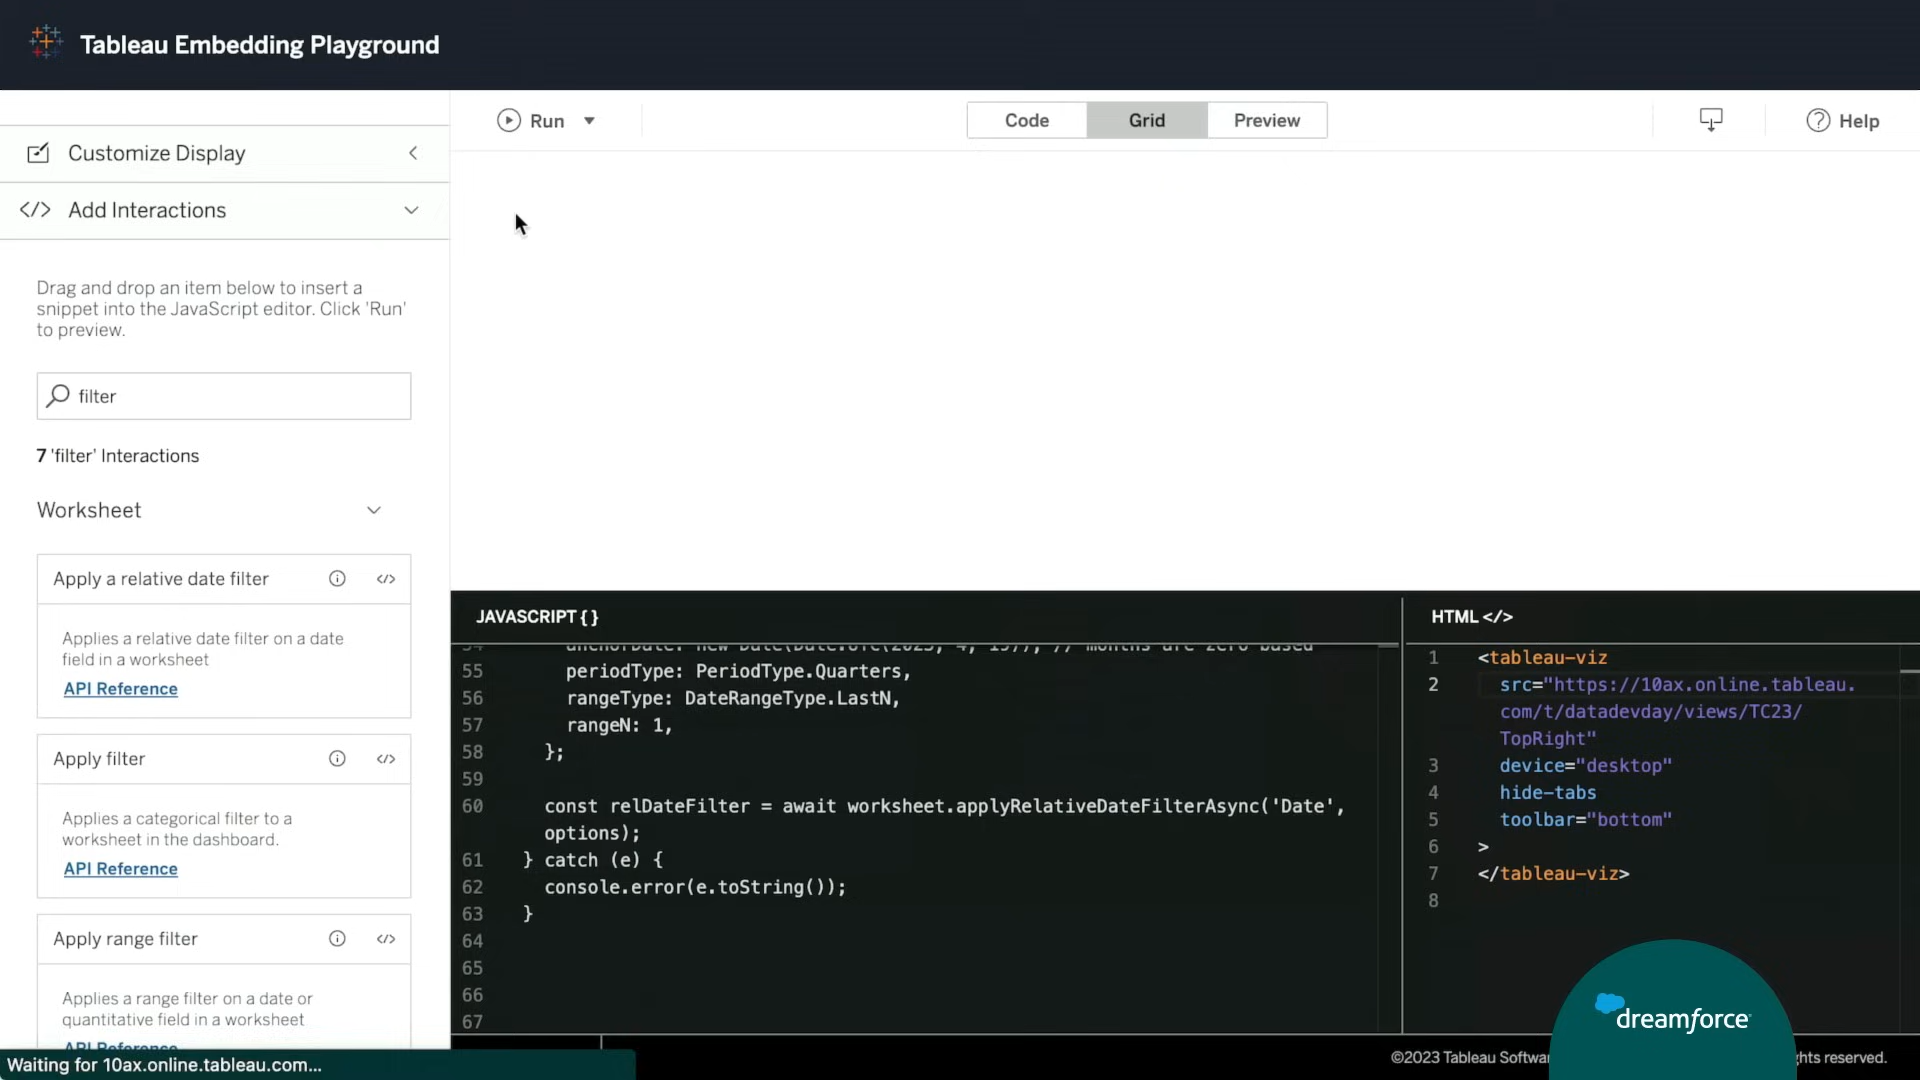 Tableau Embedding Playground
Run
Code
Grid
Preview
Help
Customize Display
</> Add Interactions
Drag and drop an item below to insert a
snippet into the JavaScript editor. Click 'Run'
to preview.
filter
7 'filter' Interactions
Worksheet
Apply a relative date filter </>
Applies a relative date filter on a date
field in a worksheet
API Reference
Apply filter </>
Applies a categorical filter to a
worksheet in the dashboard.
API Reference
Apply range filter </>
Applies a range filter on a date or
quantitative field in a worksheet
API Reference
Waiting for 10ax.online.tableau.com...
JAVASCRIPT { }
55 periodType: PeriodType.Quarters,
56 rangeType: DateRangeType.LastN,
57 rangeN: 1,
58 };
59
60 const relDateFilter = await worksheet.applyRelativeDateFilterAsync('Date',
options);
61 } catch (e) {
62 console.error(e.toString());
63 }
64
65
66
67
HTML </>
1 <tableau-viz
2 src="https://10ax.online.tableau.
com/t/datadevday/views/TC23/
TopRight"
3 device="desktop"
4 hide-tabs
5 toolbar="bottom"
6 >
7 </tableau-viz>
8
©2023 Tableau Softwa
hts reserved.
dreamforce